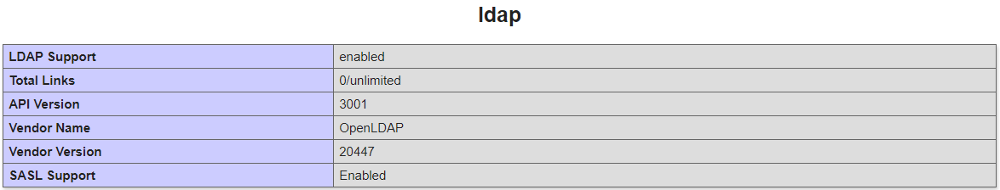 ldap
LDAP Support enabled
Total Links 0/unlimited
API Version 3001
Vendor Name OpenLDAP
Vendor Version 20447
SASL Support Enabled